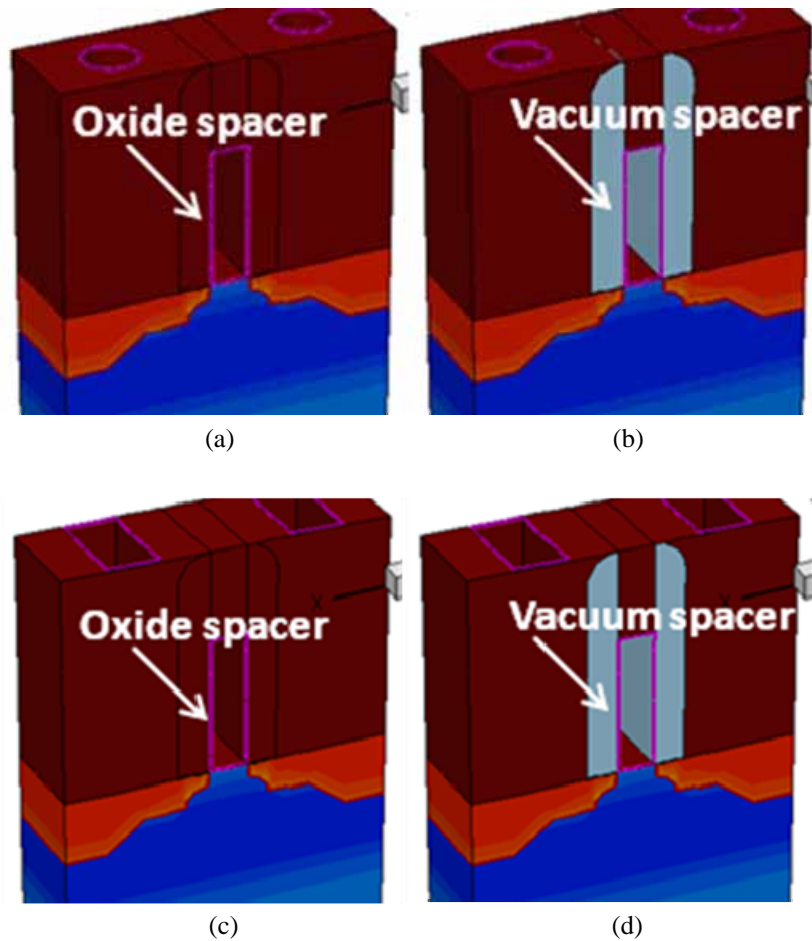 Oxide spacer
Vacuum spacer
(a)
(b)
Oxide spacer
X
Vacuum spacer
X
(c)
(d)